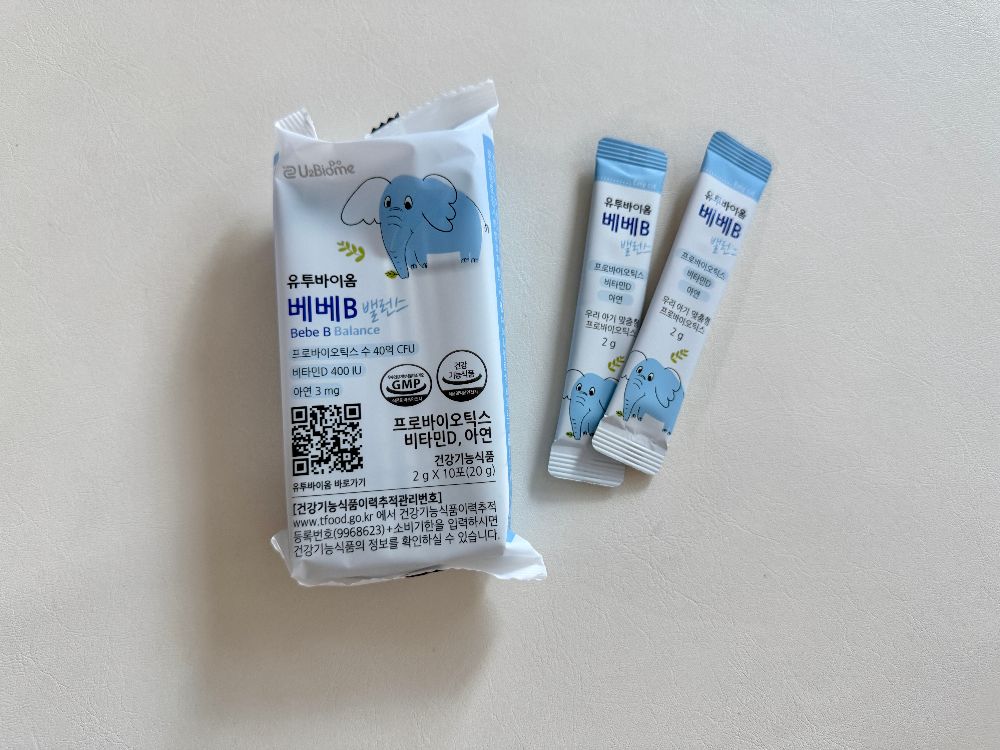 U2Biome
유투바이옴
베베B 밸런스
Bebe B Balance
프로바이오틱스 수 40억 CFU
비타민D 400 IU
아연 3 mg
GMP
건강
기능식품
프로바이오틱스
비타민D, 아연
건강기능식품
2 g X 10포(20 g)
유투바이옴 바로가기
[건강기능식품이력추적관리번호]
www.tfood.go.kr 에서 건강기능식품이력추적
등록번호(9968623)+소비기한을 입력하시면
건강기능식품의 정보를 확인하실 수 있습니다.
유투바이옴
베베B
밸런스
프로바이오틱스
비타민D
아연
우리 아기 맞춤형
프로바이오틱스
2 g
Easy cut
유투바이옴
베베B
밸런스
프로바이오틱스
비타민D
아연
우리 아기 맞춤형
프로바이오틱스
2 g